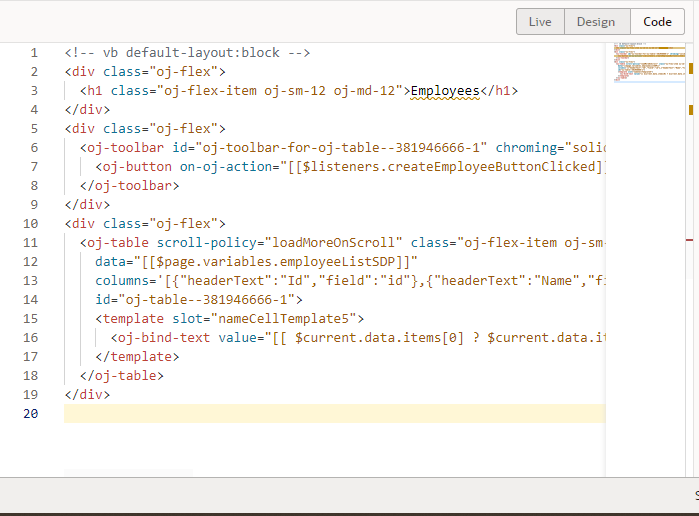 Live Design Code
1 <!-- vb default-layout:block -->
2 <div class="oj-flex">
3 <h1 class="oj-flex-item oj-sm-12 oj-md-12">Employees</h1>
4 </div>
5 <div class="oj-flex">
6 <oj-toolbar id="oj-toolbar-for-oj-table--381946666-1" chroming="solid
7 <oj-button on-oj-action="[[$listeners.createEmployeeButtonClicked]]
8 </oj-toolbar>
9 </div>
10 <div class="oj-flex">
11 <oj-table scroll-policy="loadMoreOnScroll" class="oj-flex-item oj-sm-
12 data="[[$page.variables.employeeListSDP]]"
13 columns='[{"headerText":"Id","field":"id"},{"headerText":"Name","fi
14 id="oj-table--381946666-1">
15 <template slot="nameCellTemplate5">
16 <oj-bind-text value="[[ $current.data.items[0] ? $current.data.it
17 </template>
18 </oj-table>
19 </div>
20